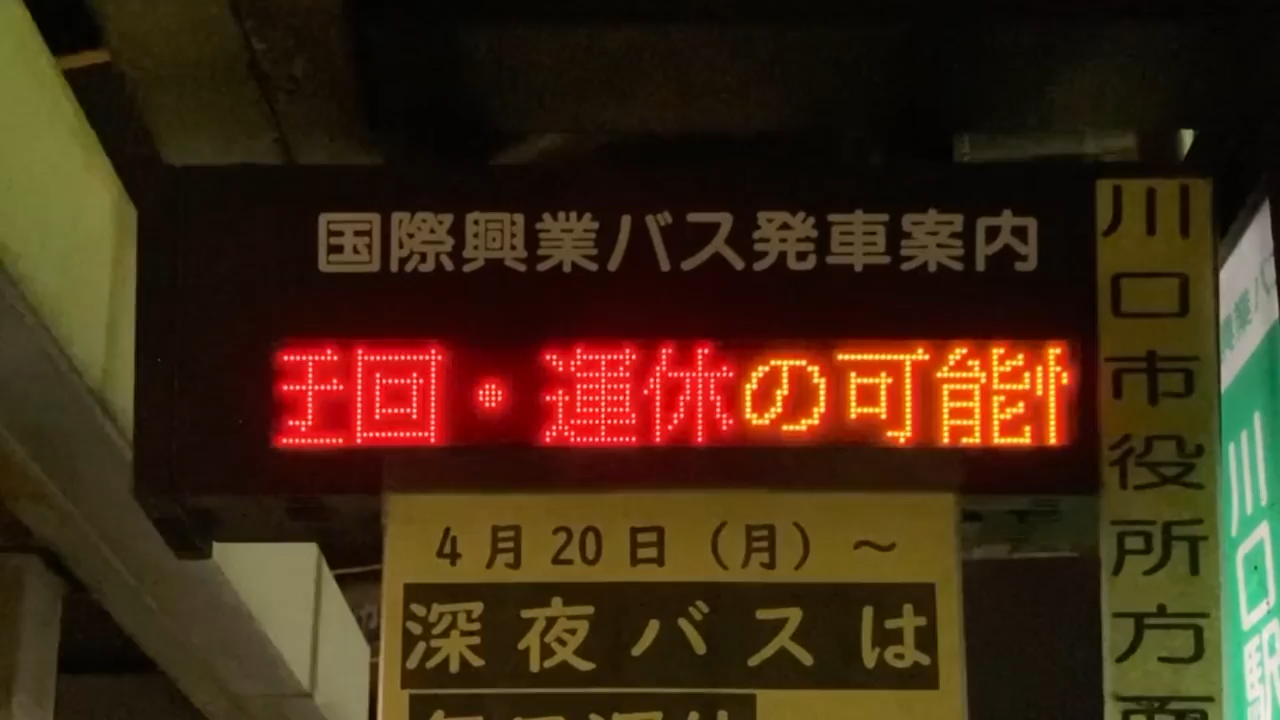 国際興業バス発車案内
迂回・運休の可能性
4月20日（月）～
深夜バスは
川口市役所方面
川口駅